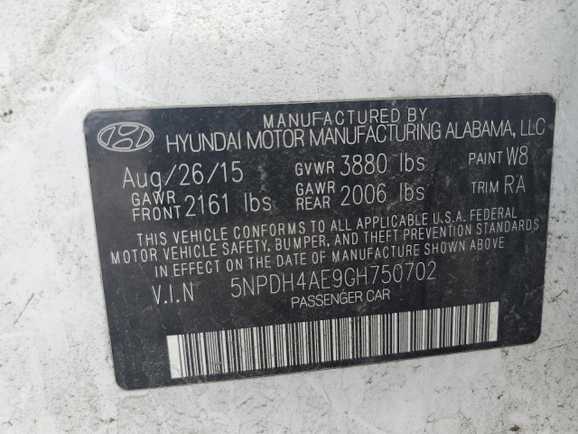 MANUFACTURED BY
HYUNDAI MOTOR MANUFACTURING ALABAMA, LLC
Aug/26/15 GVWR 3880 lbs PAINT W8
GAWR FRONT 2161 lbs GAWR REAR 2006 lbs TRIM RA
THIS VEHICLE CONFORMS TO ALL APPLICABLE U.S.A. FEDERAL
MOTOR VEHICLE SAFETY, BUMPER, AND THEFT PREVENTION
STANDARDS IN EFFECT ON THE DATE OF MANUFACTURE SHOWN ABOVE.
V.I.N 5NPDH4AE9GH750702
PASSENGER CAR